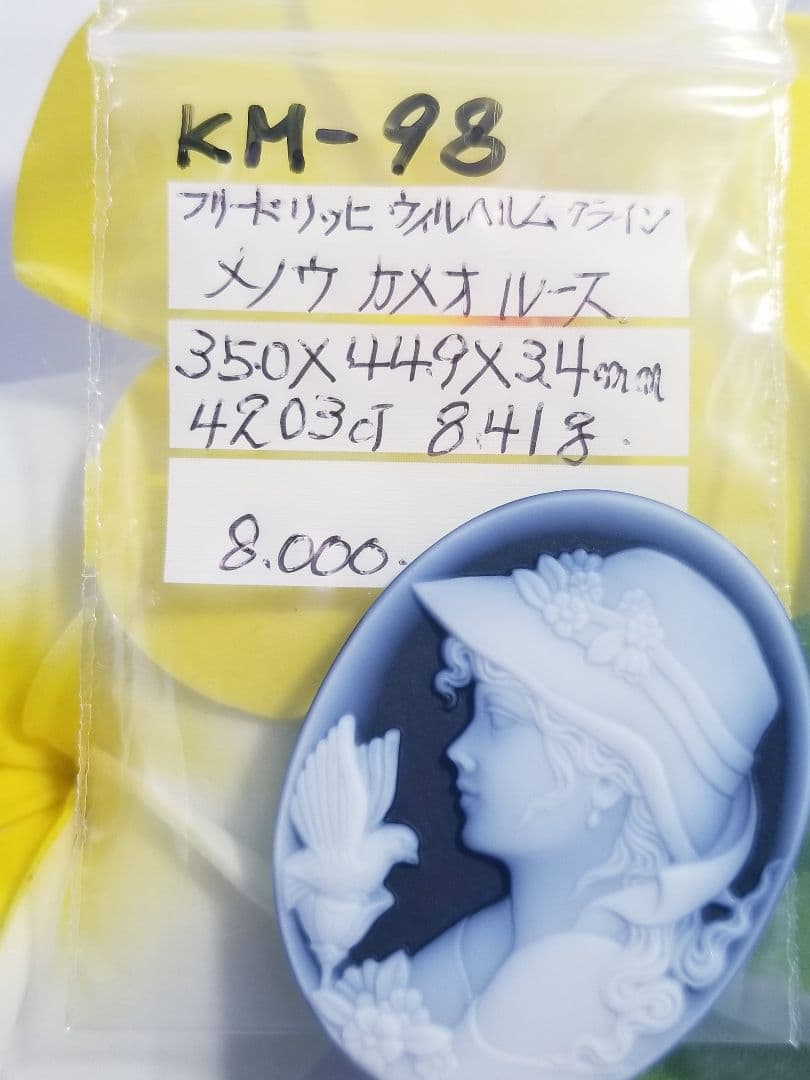 KM-98
フリードリッヒ ウィルヘルム クライン
メノウ カメオ ルース
35.0X44.9X3.4mm
42.03ct 8.41g.
8.000.